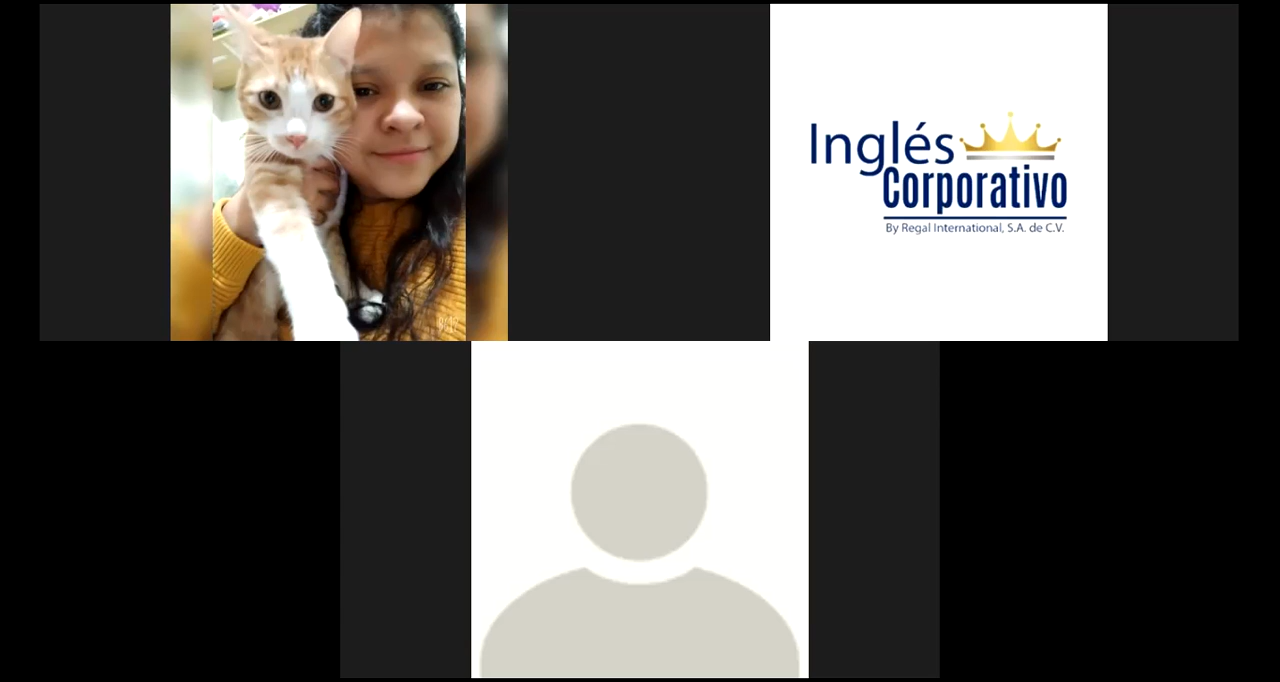 Inglés
Corporativo
By Regal International, S.A. de C.V.